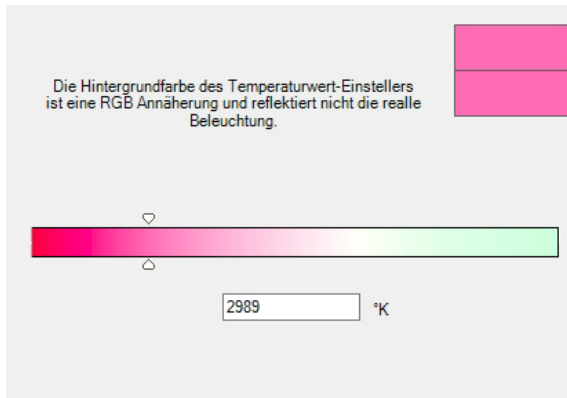 Die Hintergrundfarbe des Temperaturwert-Einstellers
ist eine RGB Annäherung und reflektiert nicht die realle
Beleuchtung.
2989 °K